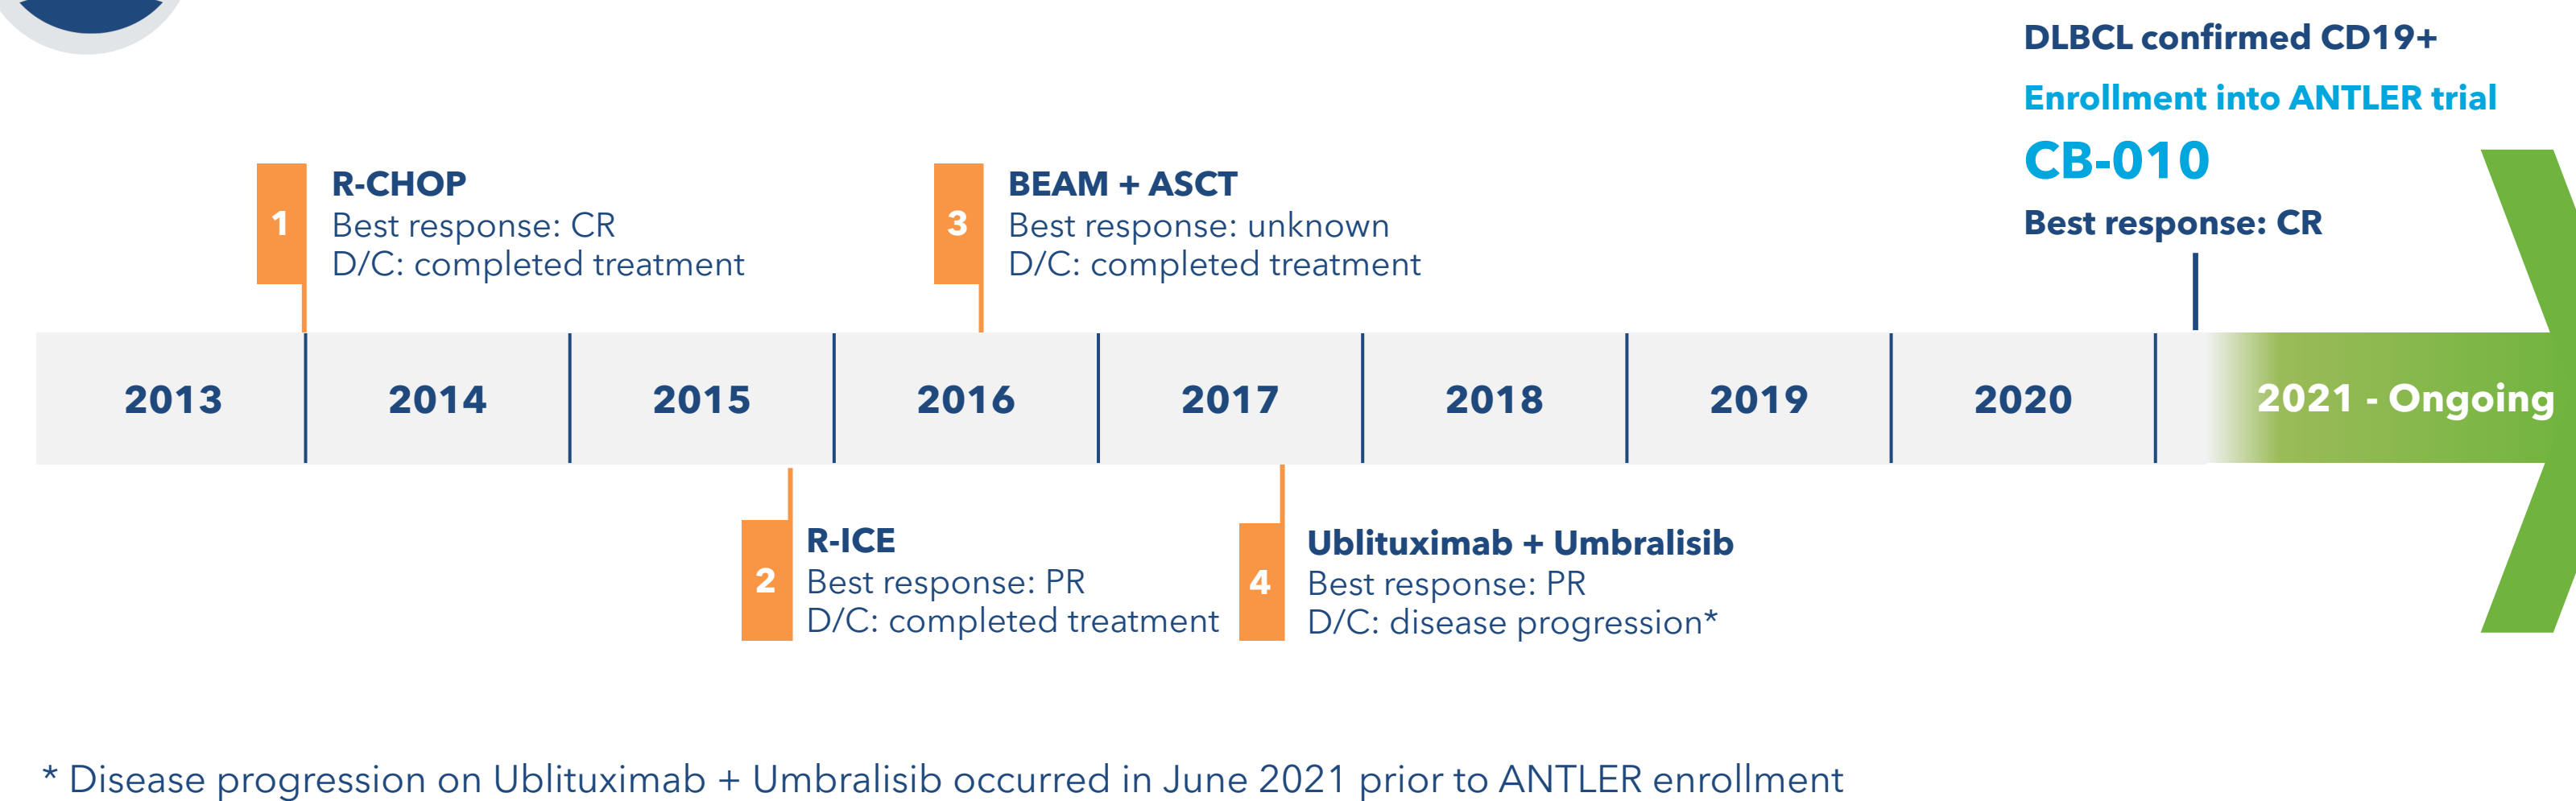 DLBCL confirmed CD19+
Enrollment into ANTLER trial
CB-010
Best response: CR
1
R-CHOP
Best response: CR
D/C: completed treatment
3
BEAM + ASCT
Best response: unknown
D/C: completed treatment
2013
2014
2015
2016
2017
2018
2019
2020
2021 - Ongoing
2
R-ICE
Best response: PR
D/C: completed treatment
4
Ublituximab + Umbralisib
Best response: PR
D/C: disease progression*
* Disease progression on Ublituximab + Umbralisib occurred in June 2021 prior to ANTLER enrollment